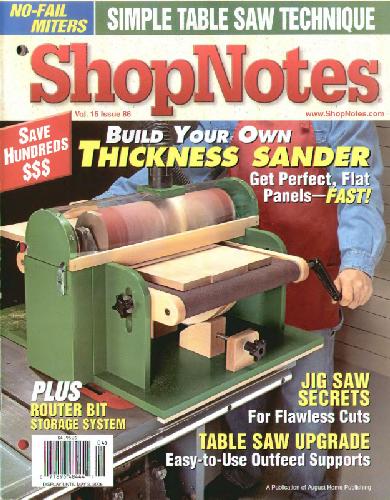 NO-FAIL
MITERS
SIMPLE TABLE SAW TECHNIQUE
ShopNotes
Vol. 15 Issue 86
www.ShopNotes.com
SAVE
HUNDREDS
$$$
BUILD YOUR OWN
THICKNESS SANDER
Get Perfect, Flat
Panels—FAST!
PLUS
ROUTER BIT
STORAGE SYSTEM
JIG SAW
SECRETS
For Flawless Cuts
TABLE SAW UPGRADE
Easy-to-Use Outfeed Supports
A Publication of August Home Publishing